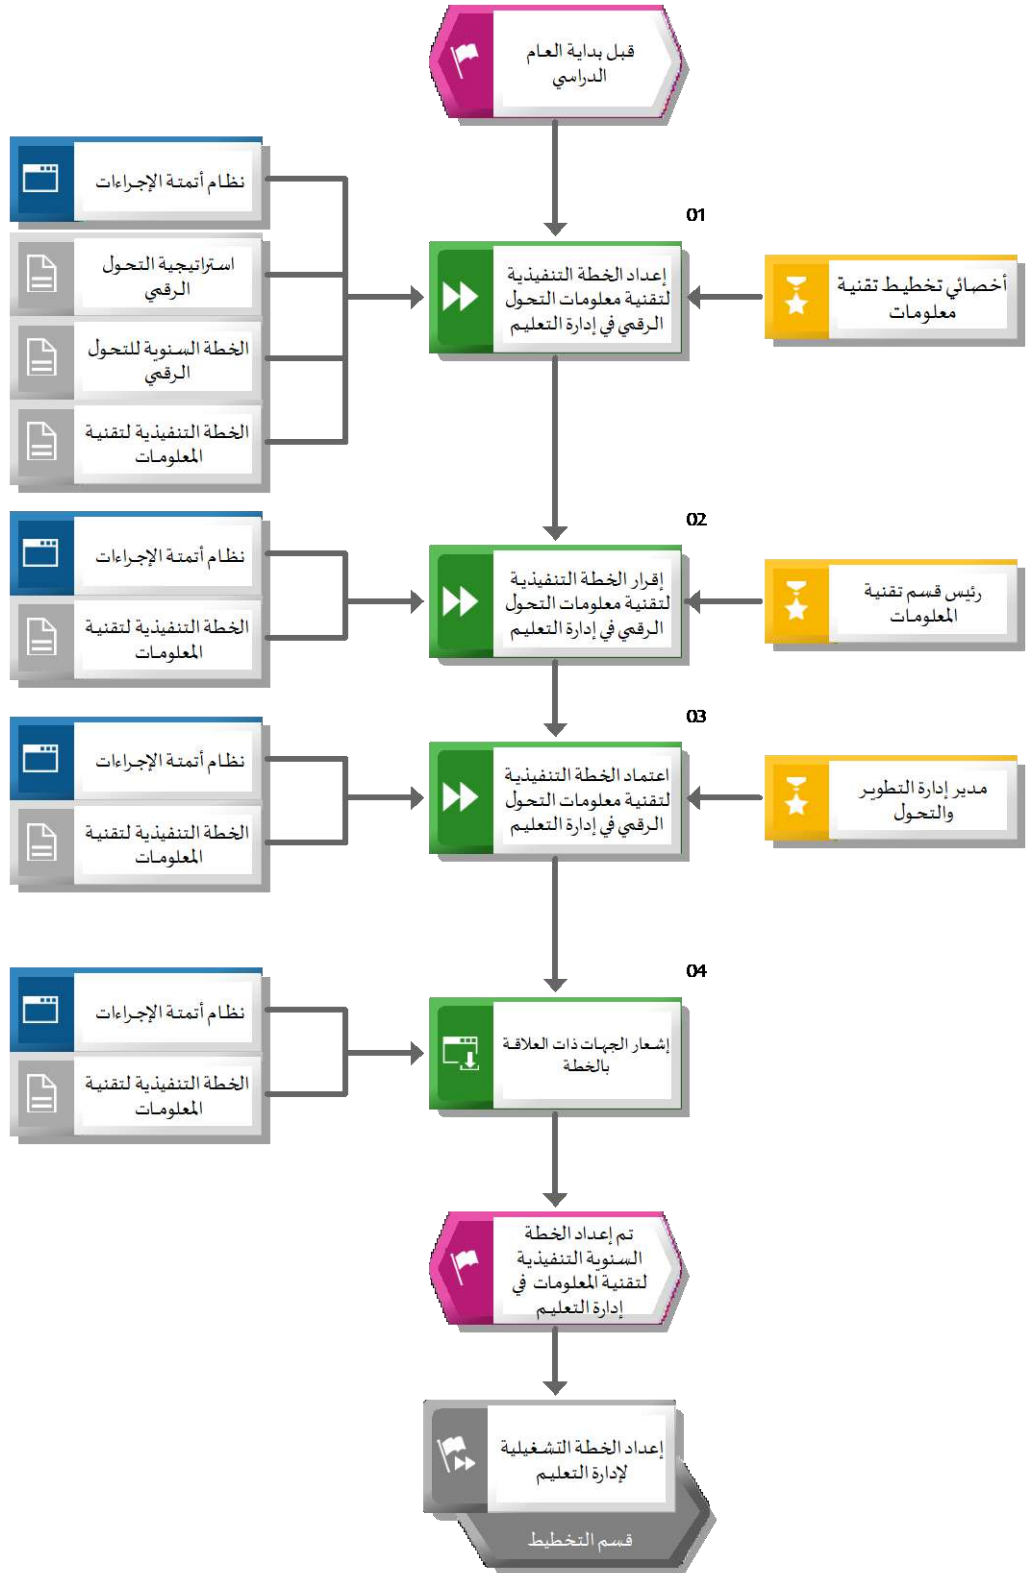 قبل بداية العام
الدراسي
01
أخصائي تخطيط تقنية
معلومات
إعداد الخطة التنفيذية
لتقنية معلومات التحول
الرقمي في إدارة التعليم
نظام أتمتة الإجراءات
استراتيجية التحول
الرقمي
الخطة السنوية للتحول
الرقمي
الخطة التنفيذية لتقنية
المعلومات
02
رئيس قسم تقنية
المعلومات
إقرار الخطة التنفيذية
لتقنية معلومات التحول
الرقمي في إدارة التعليم
نظام أتمتة الإجراءات
الخطة التنفيذية لتقنية
المعلومات
03
مدير إدارة التطوير
والتحول
اعتماد الخطة التنفيذية
لتقنية معلومات التحول
الرقمي في إدارة التعليم
نظام أتمتة الإجراءات
الخطة التنفيذية لتقنية
المعلومات
04
إشعار الجهات ذات العلاقة
بالخطة
نظام أتمتة الإجراءات
الخطة التنفيذية لتقنية
المعلومات
تم إعداد الخطة
السنوية التنفيذية
لتقنية المعلومات في
إدارة التعليم
إعداد الخطة التشغيلية
لإدارة التعليم
قسم التخطيط